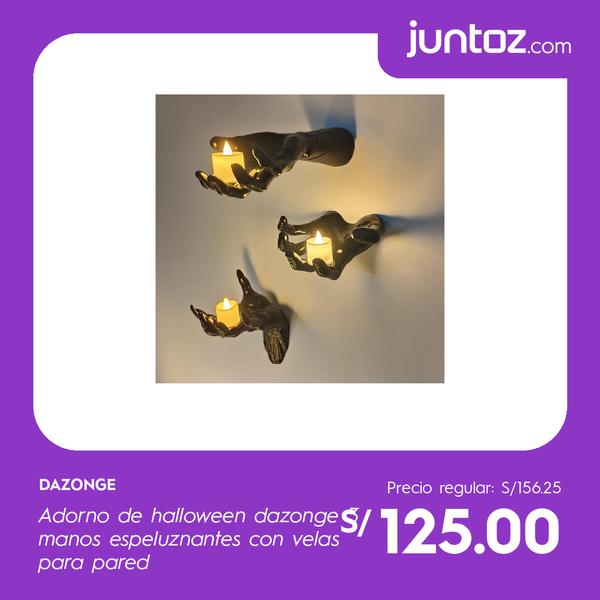 juntoz.com
DAZONGE
Precio regular: S/156.25
Adorno de halloween dazonge
manos espeluznantes con velas
para pared
S/ 125.00